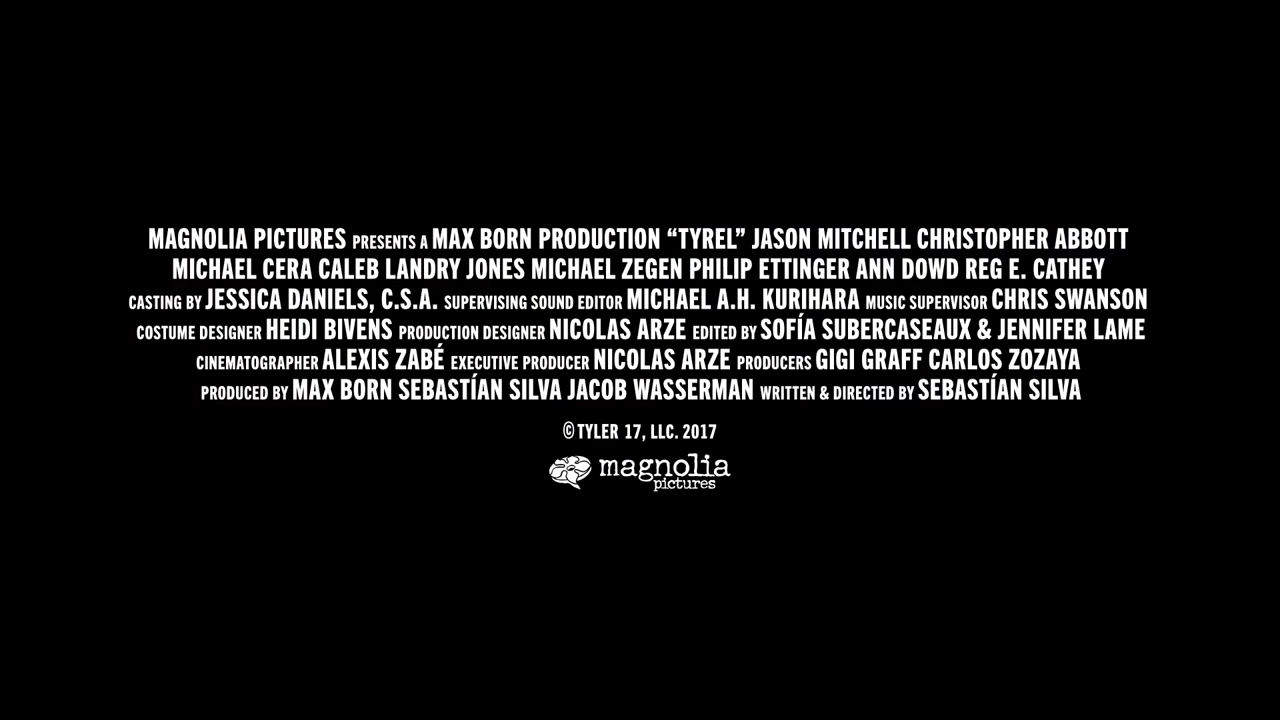 MAGNOLIA PICTURES PRESENTS A MAX BORN PRODUCTION “TYREL” JASON MITCHELL CHRISTOPHER ABBOTT
MICHAEL CERA CALEB LANDRY JONES MICHAEL ZEGEN PHILIP ETTINGER ANN DOWD REG E. CATHEY
CASTING BY JESSICA DANIELS, C.S.A. SUPERVISING SOUND EDITOR MICHAEL A.H. KURIHARA MUSIC SUPERVISOR CHRIS SWANSON
COSTUME DESIGNER HEIDI BIVENS PRODUCTION DESIGNER NICOLAS ARZE EDITED BY SOFÍA SUBERCASEAUX & JENNIFER LAME
CINEMATOGRAPHER ALEXIS ZABÉ EXECUTIVE PRODUCER NICOLAS ARZE PRODUCERS GIGI GRAFF CARLOS ZOZAYA
PRODUCED BY MAX BORN SEBASTÍAN SILVA JACOB WASSERMAN WRITTEN & DIRECTED BY SEBASTÍAN SILVA
©TYLER 17, LLC. 2017
magnolia
pictures